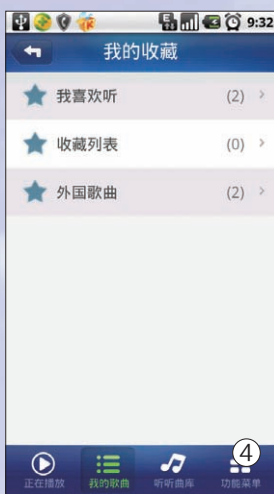 9:32
我的收藏
我喜欢听 (2)
收藏列表 (0)
外国歌曲 (2)
④
正在播放 我的歌曲 听听曲库 功能菜单